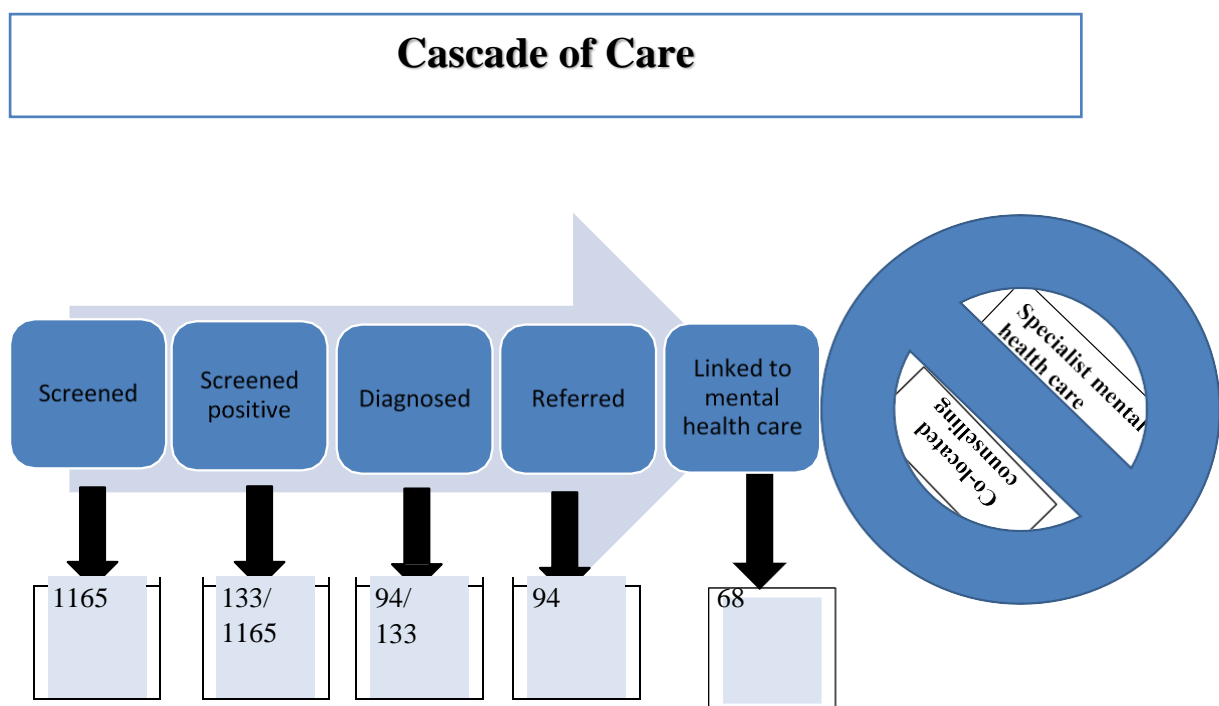 Cascade of Care
Screened
Screened
positive
Diagnosed
Referred
Linked to
mental
health care
Specialist mental
health care
Co-located
counselling
1165
133/
1165
94/
133
94
68